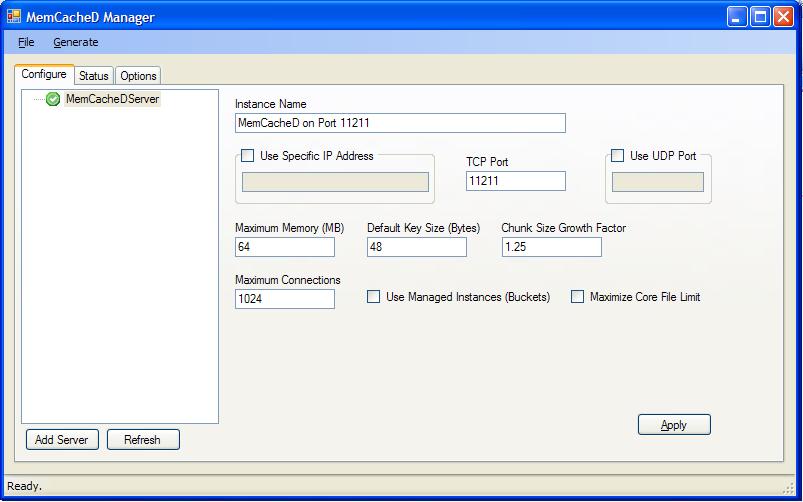 MemCacheD Manager
File Generate
Configure Status Options
MemCacheDServer
Instance Name
MemCacheD on Port 11211
Use Specific IP Address
TCP Port
11211
Use UDP Port
Maximum Memory (MB) Default Key Size (Bytes) Chunk Size Growth Factor
64 48 1.25
Maximum Connections
1024
Use Managed Instances (Buckets) Maximize Core File Limit
Add Server Refresh
Apply
Ready.